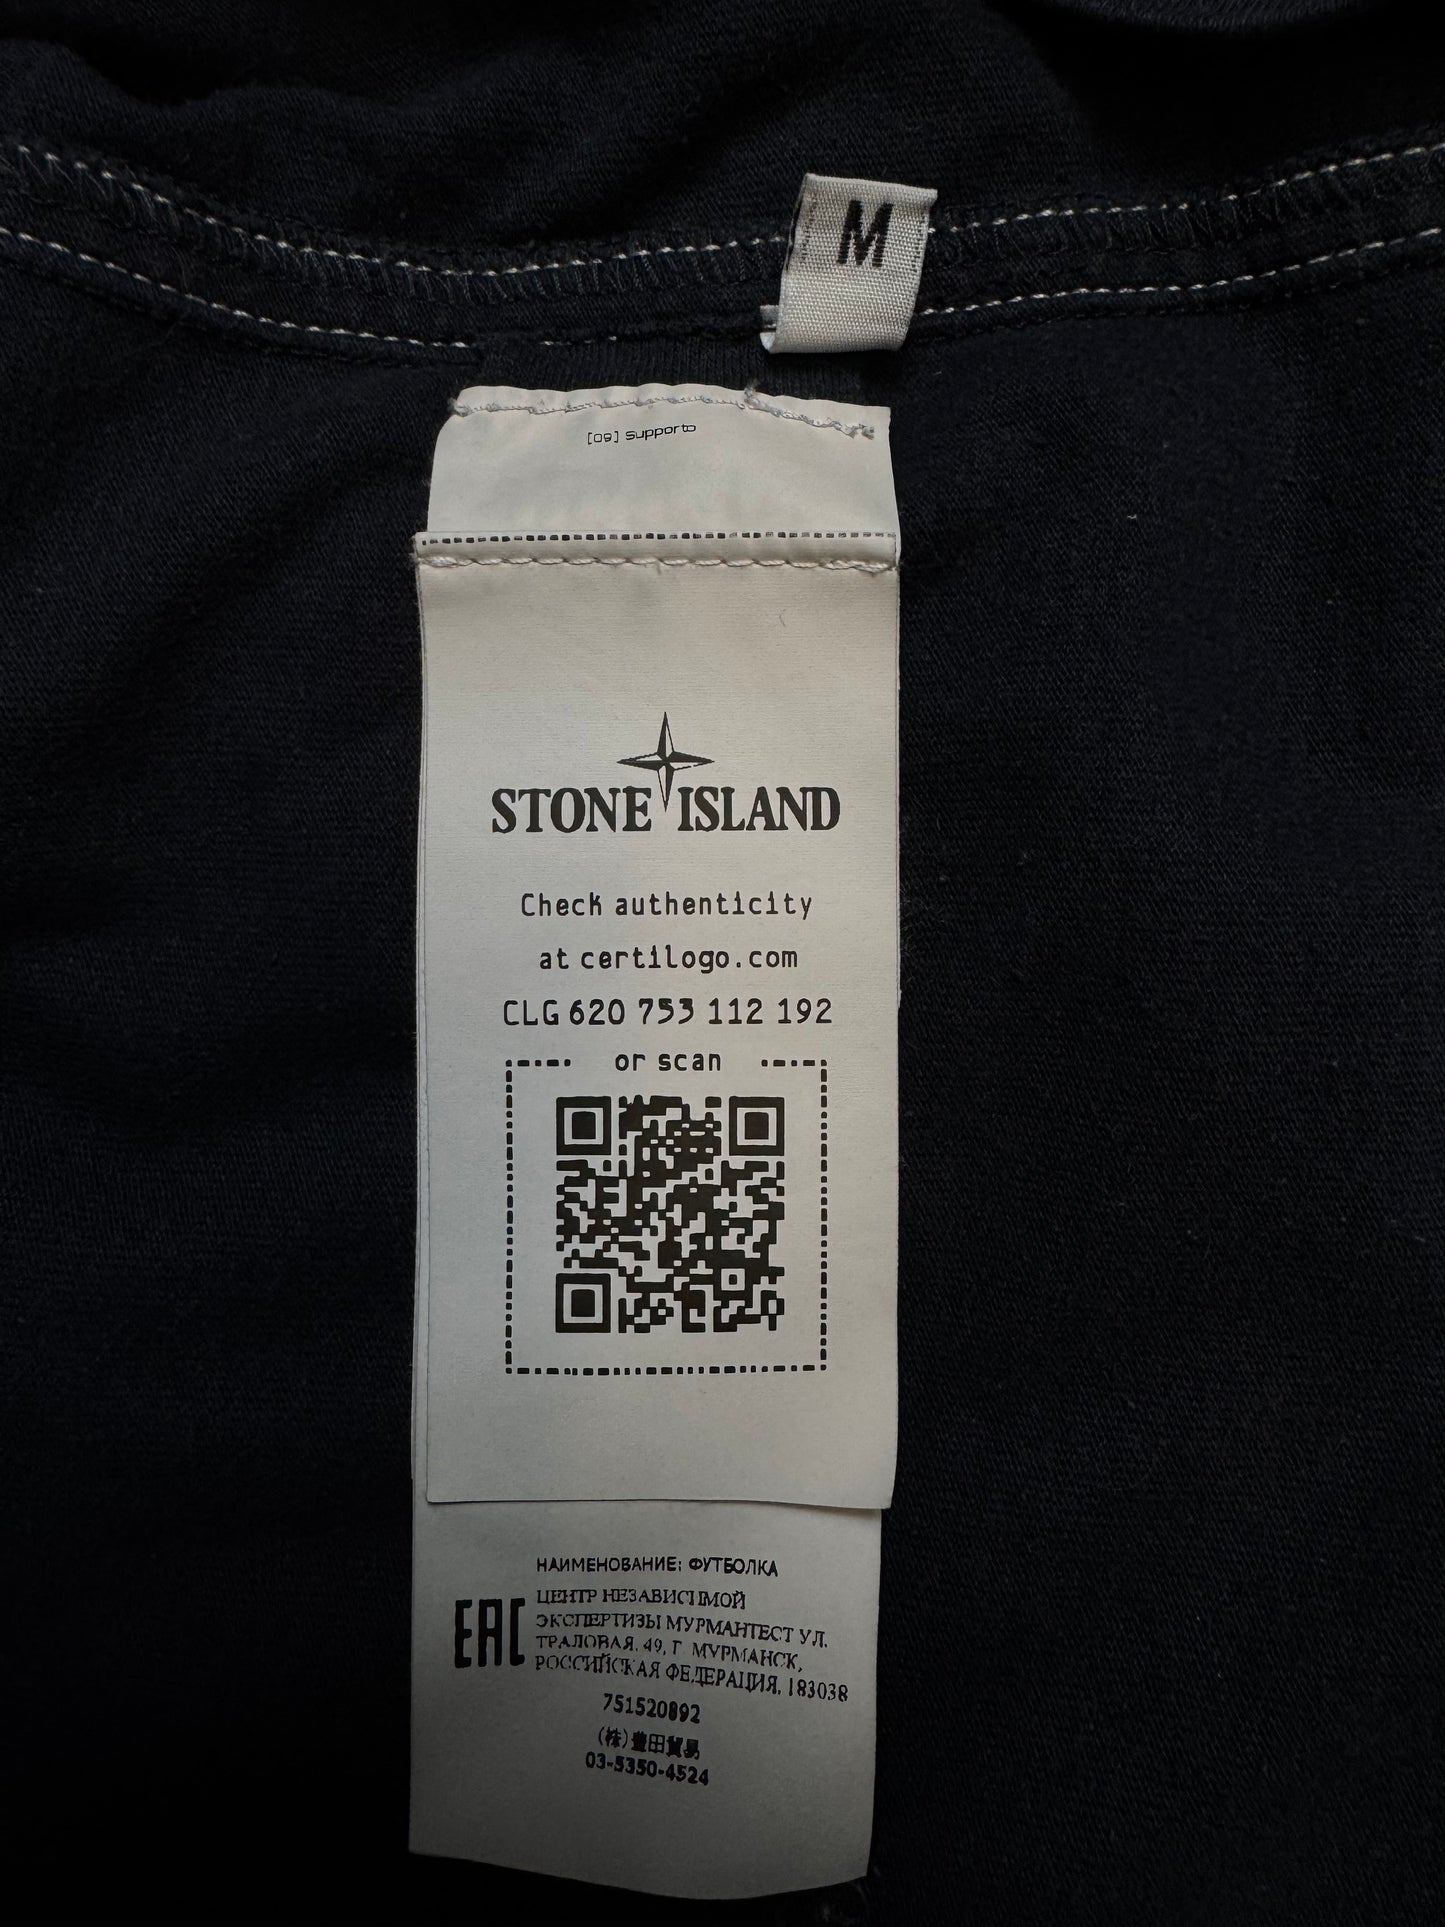 M
[09] Support
STONE ISLAND
Check authenticity
at certilogo.com
CLG 620 753 112 192
or scan
НАИМЕНОВАНИЕ: ФУТБОЛКА
EAC
ЦЕНТР НЕЗАВИСИМОЙ
ЭКСПЕРТИЗЫ МУРМАНТЕСТ УЛ.
ТРАЛОВАЯ, 49, Г. МУРМАНСК,
РОССИЙСКАЯ ФЕДЕРАЦИЯ, 183038
751520892
(株)豊田貿易
03-5350-4524